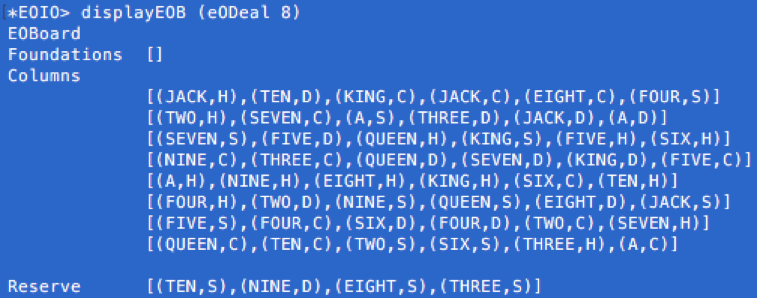 *EOIO> displayEOB (eODeal 8)
EOBoard
Foundations []
Columns
[(JACK,H),(TEN,D),(KING,C),(JACK,C),(EIGHT,C),(FOUR,S)]
[(TWO,H),(SEVEN,C),(A,S),(THREE,D),(JACK,D),(A,D)]
[(SEVEN,S),(FIVE,D),(QUEEN,H),(KING,S),(FIVE,H),(SIX,H)]
[(NINE,C),(THREE,C),(QUEEN,D),(SEVEN,D),(KING,D),(FIVE,C)]
[(A,H),(NINE,H),(EIGHT,H),(KING,H),(SIX,C),(TEN,H)]
[(FOUR,H),(TWO,D),(NINE,S),(QUEEN,S),(EIGHT,D),(JACK,S)]
[(FIVE,S),(FOUR,C),(SIX,D),(FOUR,D),(TWO,C),(SEVEN,H)]
[(QUEEN,C),(TEN,C),(TWO,S),(SIX,S),(THREE,H),(A,C)]
Reserve [(TEN,S),(NINE,D),(EIGHT,S),(THREE,S)]